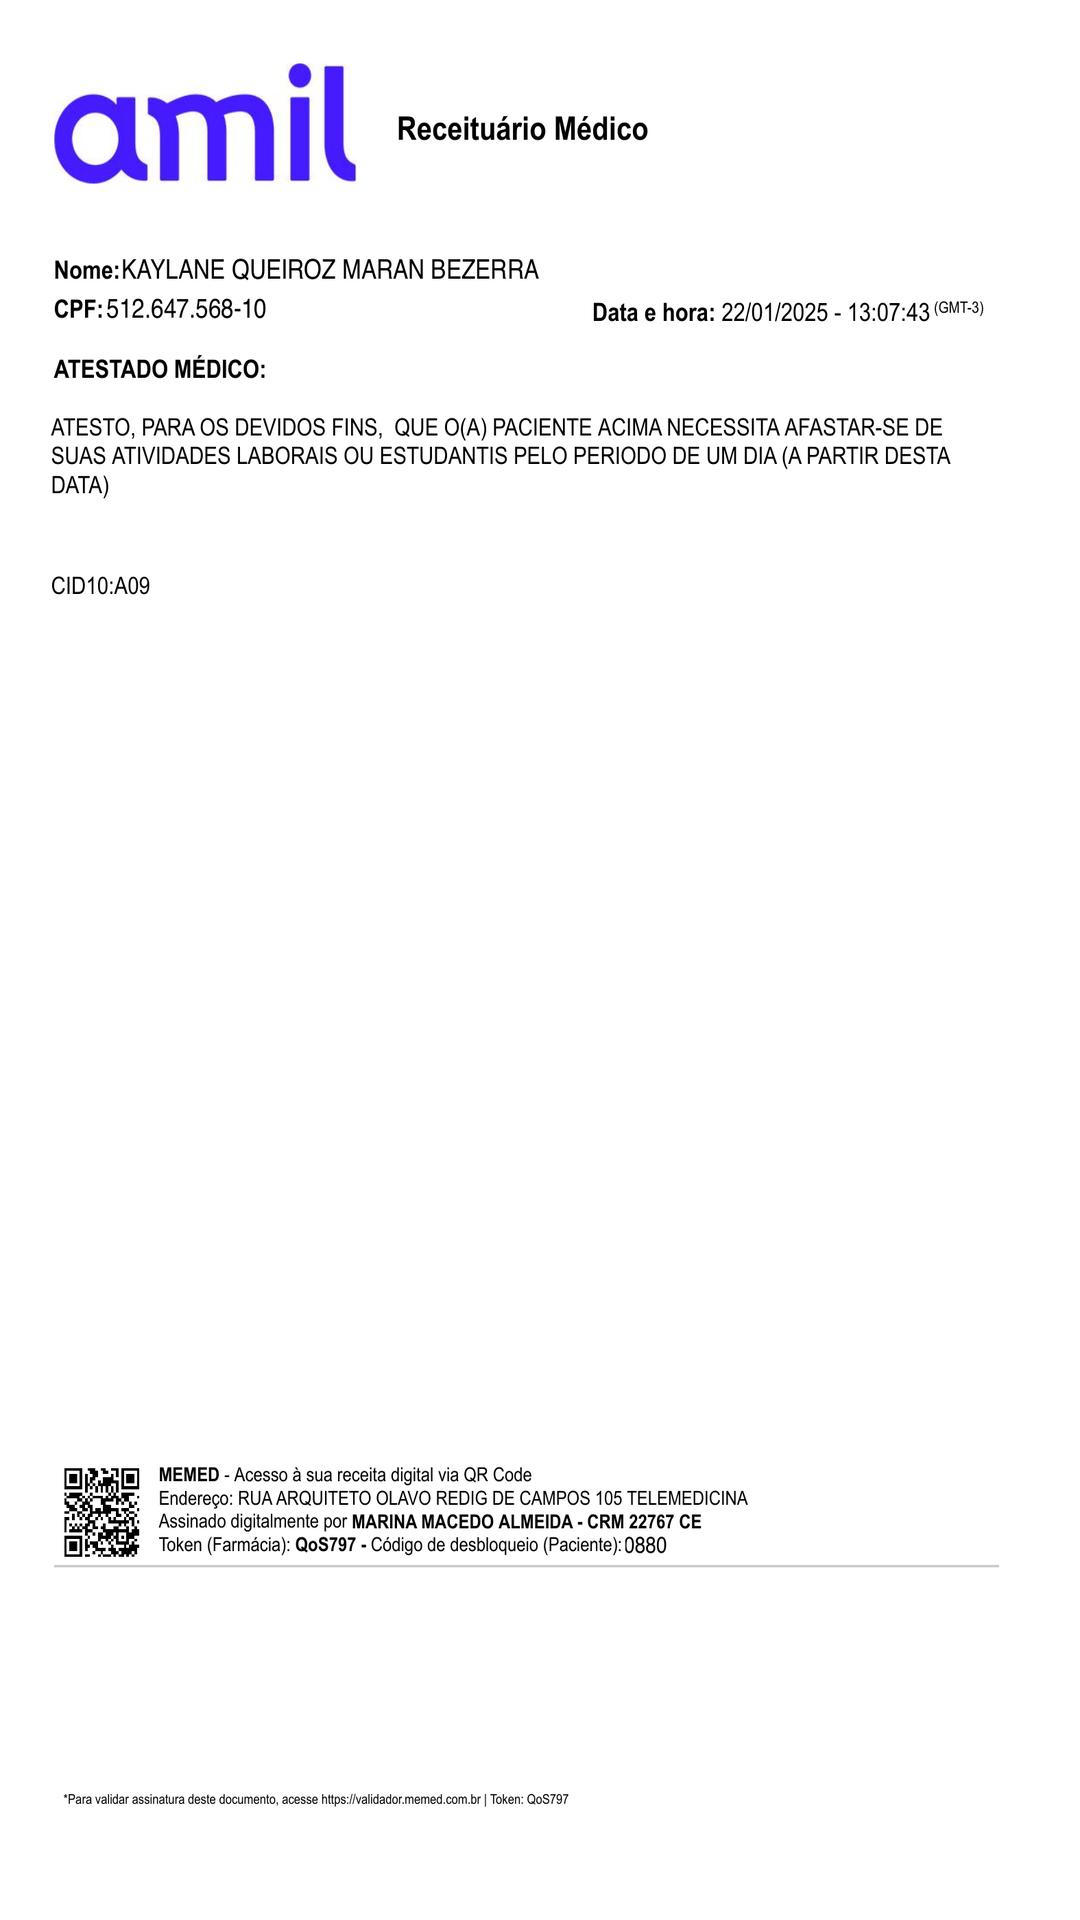 amil
Receituário Médico
Nome:KAYLANE QUEIROZ MARAN BEZERRA
CPF:512.647.568-10
Data e hora: 22/01/2025 - 13:07:43 (GMT-3)
ATESTADO MÉDICO:
ATESTO, PARA OS DEVIDOS FINS,  QUE O(A) PACIENTE ACIMA NECESSITA AFASTAR-SE DE
SUAS ATIVIDADES LABORAIS OU ESTUDANTIS PELO PERIODO DE UM DIA (A PARTIR DESTA
DATA)
CID10:A09
MEMED - Acesso à sua receita digital via QR Code
Endereço: RUA ARQUITETO OLAVO REDIG DE CAMPOS 105 TELEMEDICINA
Assinado digitalmente por MARINA MACEDO ALMEIDA - CRM 22767 CE
Token (Farmácia): QoS797 - Código de desbloqueio (Paciente):0880
*Para validar assinatura deste documento, acesse https://validador.memed.com.br | Token: QoS797